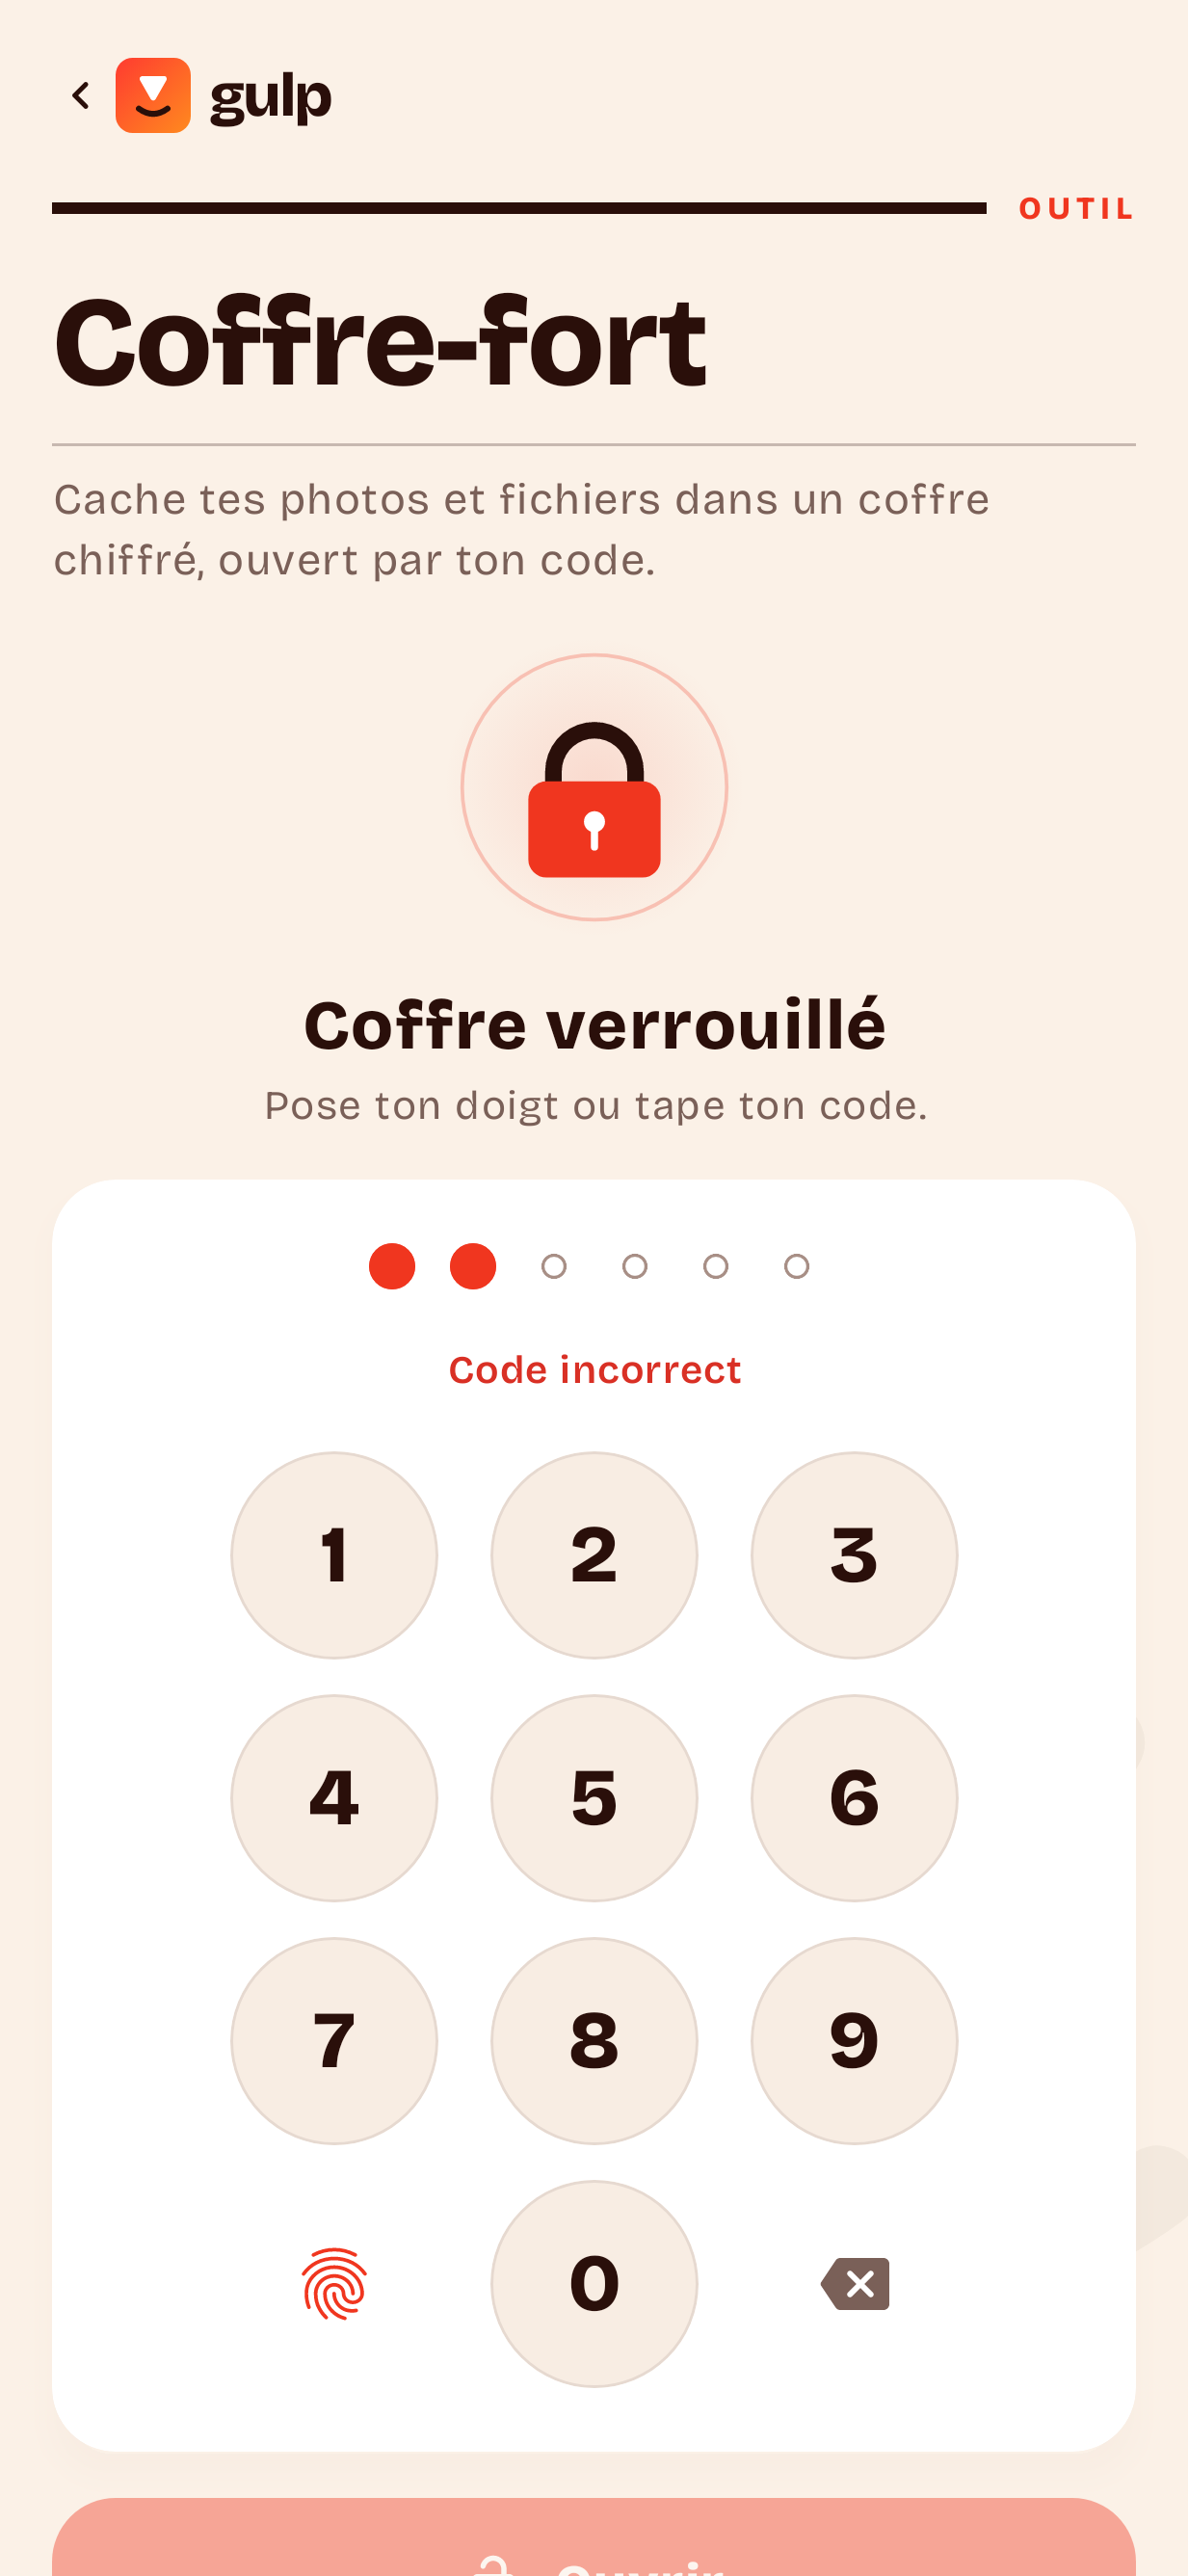 gulp
OUTIL
Coffre-fort
Cache tes photos et fichiers dans un coffre
chiffré, ouvert par ton code.
Coffre verrouillé
Pose ton doigt ou tape ton code.
Code incorrect
1 2 3
4 5 6
7 8 9
0
Ouvrir